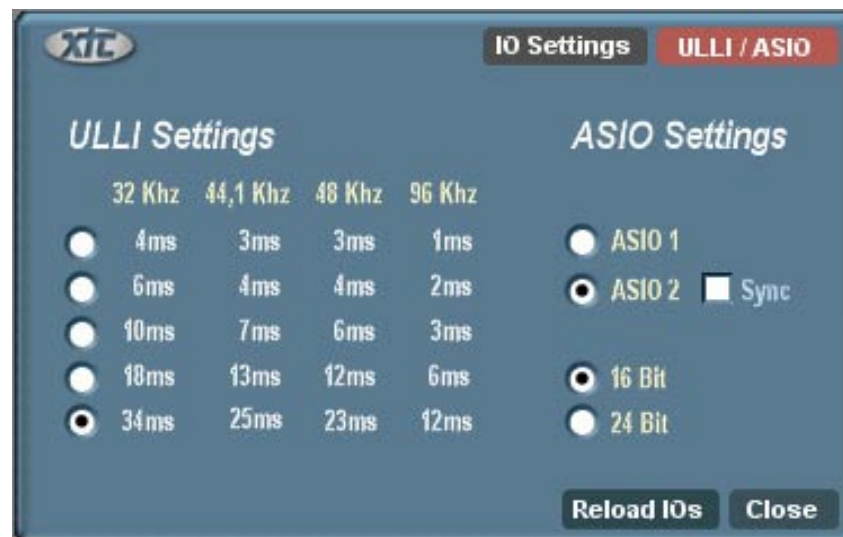 XTC
IO Settings ULLI / ASIO
ULLI Settings
32 Khz 44,1 Khz 48 Khz 96 Khz
4ms 3ms 3ms 1ms
6ms 4ms 4ms 2ms
10ms 7ms 6ms 3ms
18ms 13ms 12ms 6ms
34ms 25ms 23ms 12ms
ASIO Settings
ASIO 1
ASIO 2 Sync
16 Bit
24 Bit
Reload IOs Close